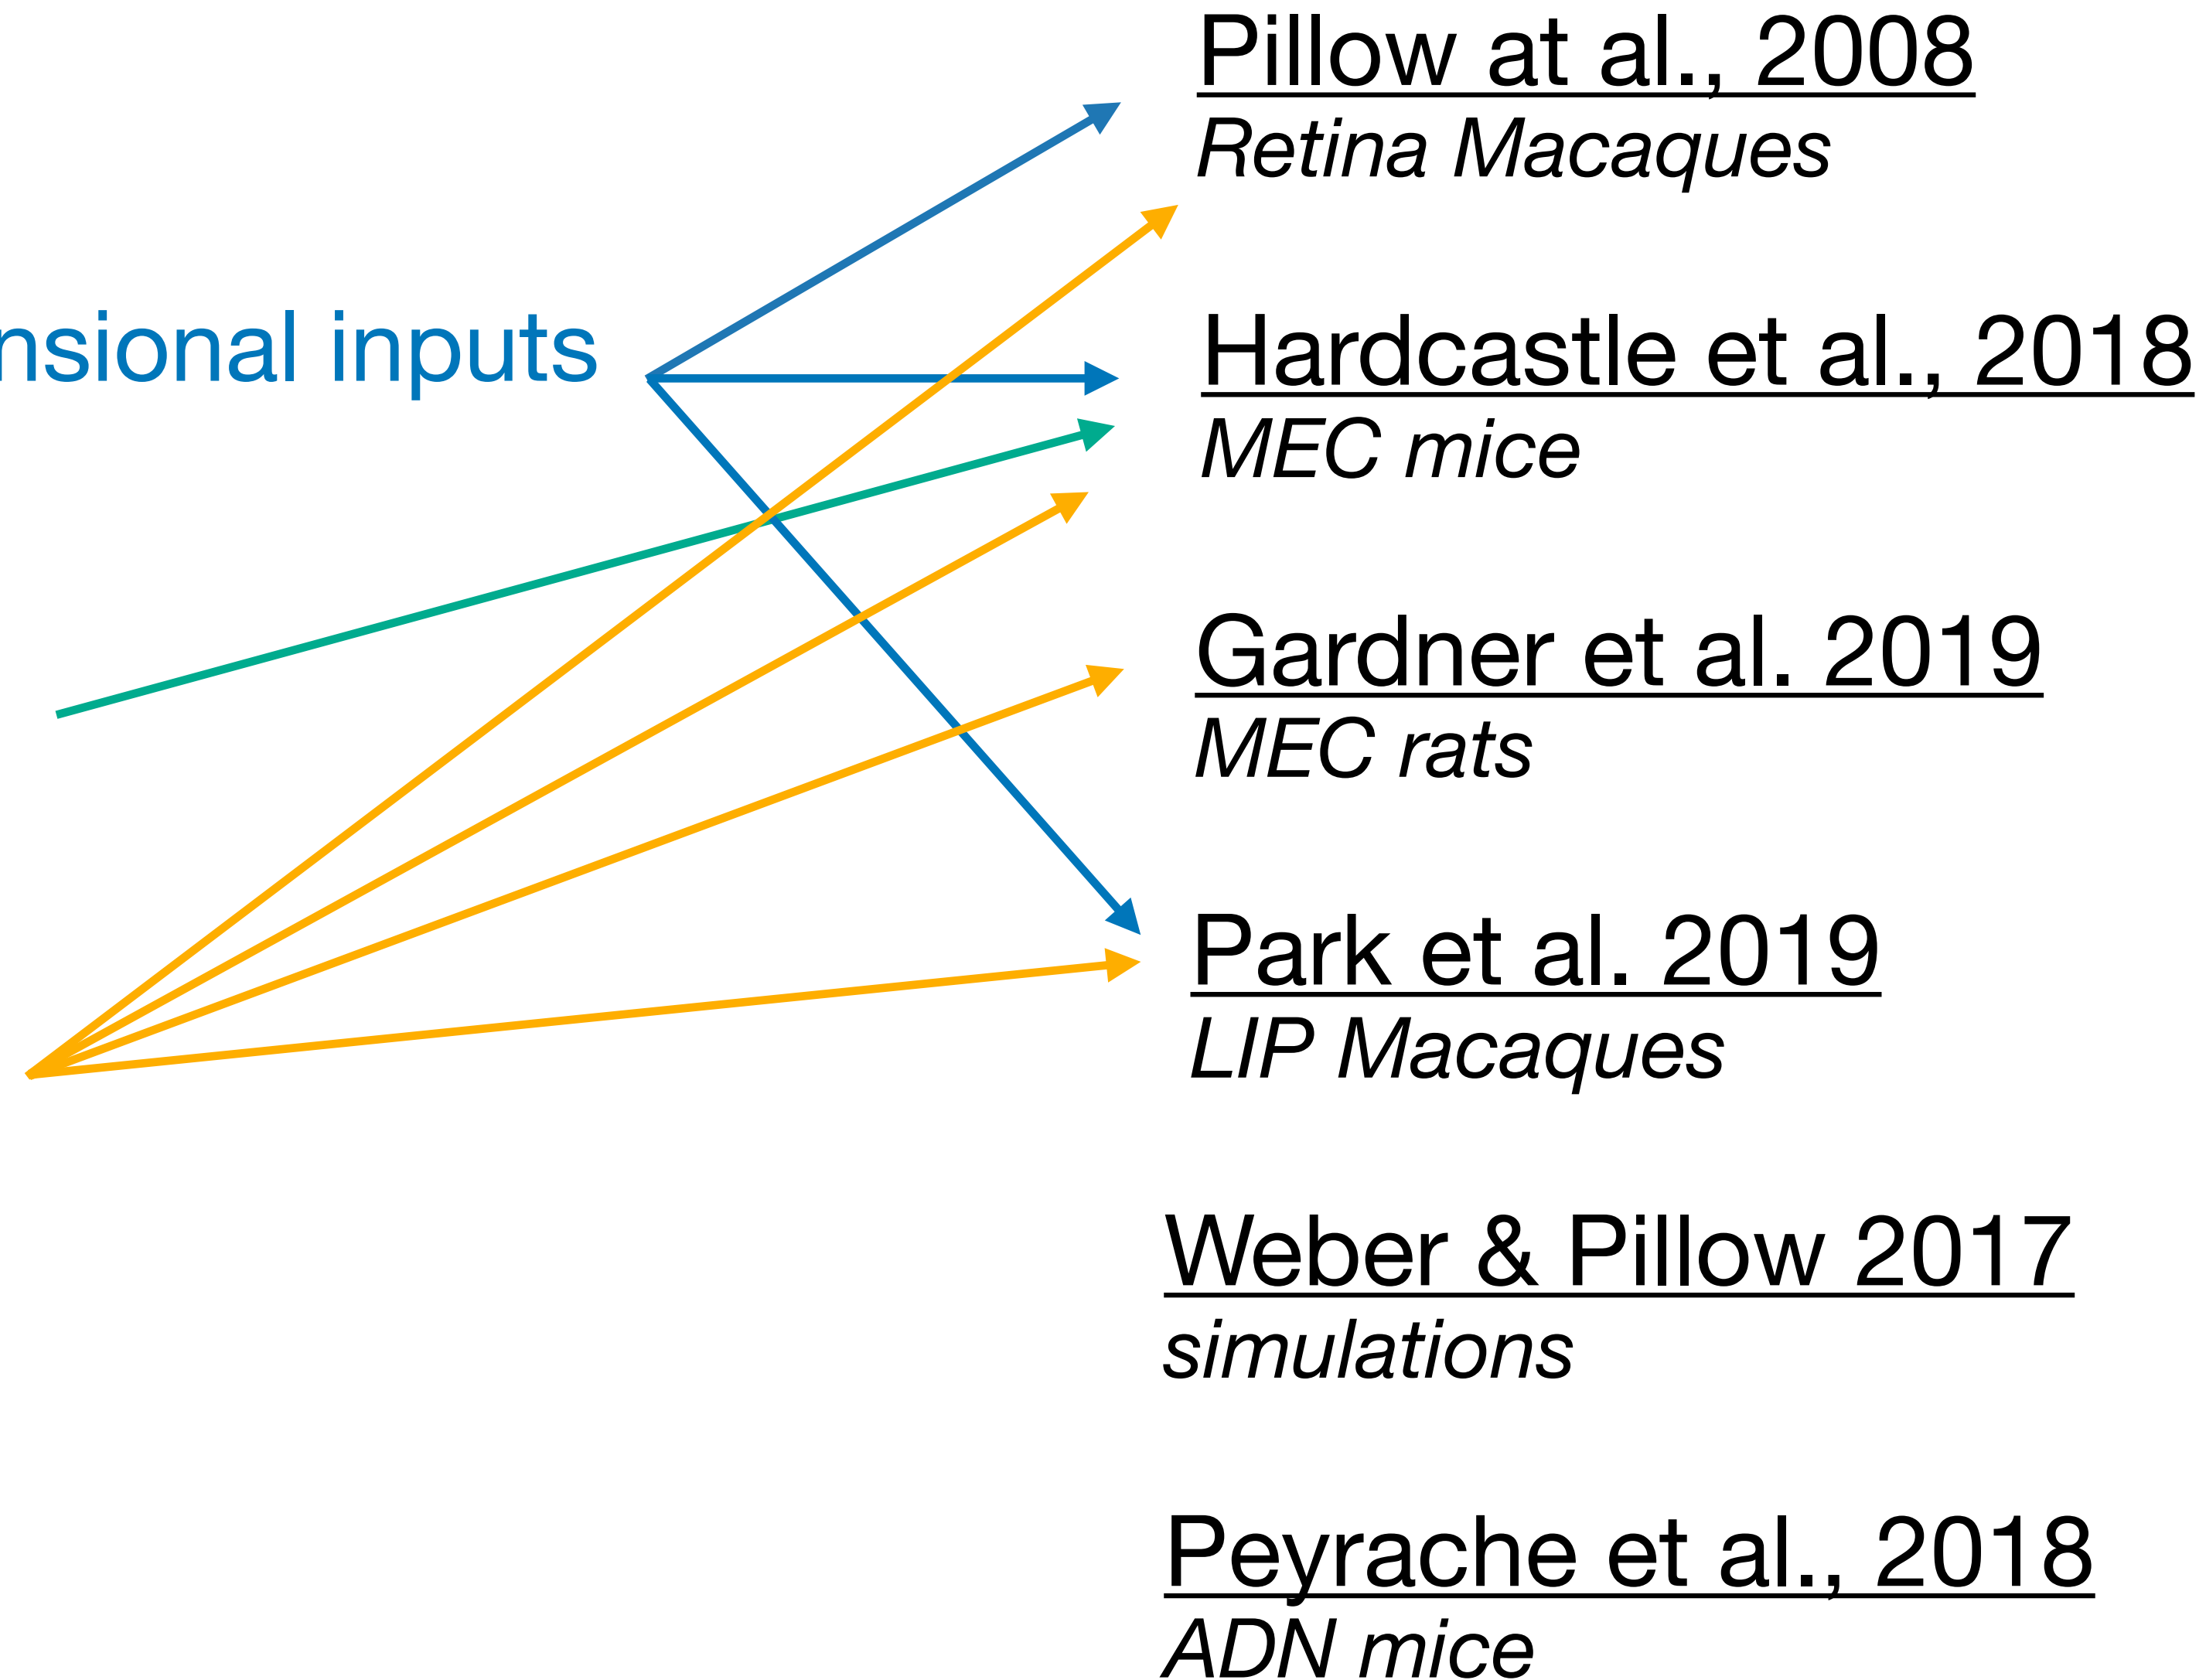 Pillow at al., 2008
Retina Macaques
nsional inputs
Hardcastle et al., 2018
MEC mice
Gardner et al. 2019
MEC rats
Park et al. 2019
LIP Macaques
Weber & Pillow 2017
simulations
Peyrache et al., 2018
ADN mice